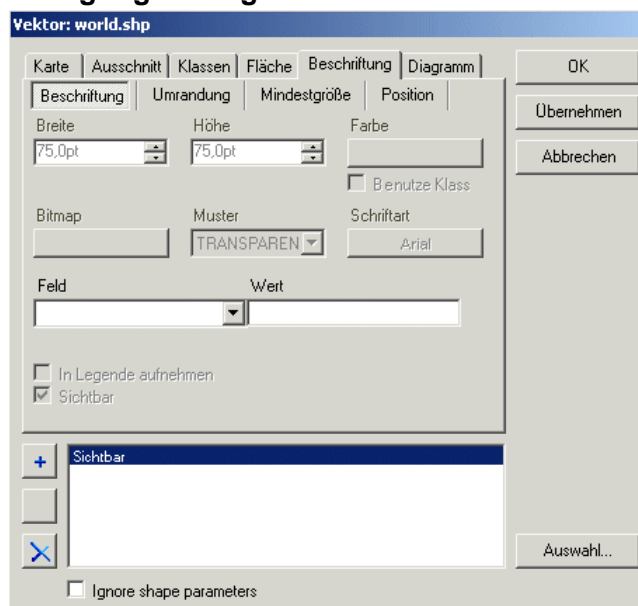 Vektor: world.shp
Karte Ausschnitt Klassen Fläche Beschriftung Diagramm
OK
Beschriftung Umrandung Mindestgröße Position
Übernehmen
Breite Höhe Farbe
75,0pt 75,0pt
Abbrechen
Benutze Klass
Bitmap Muster Schriftart
TRANSPAREN Arial
Feld Wert
In Legende aufnehmen
Sichtbar
Sichtbar
Auswahl...
Ignore shape parameters